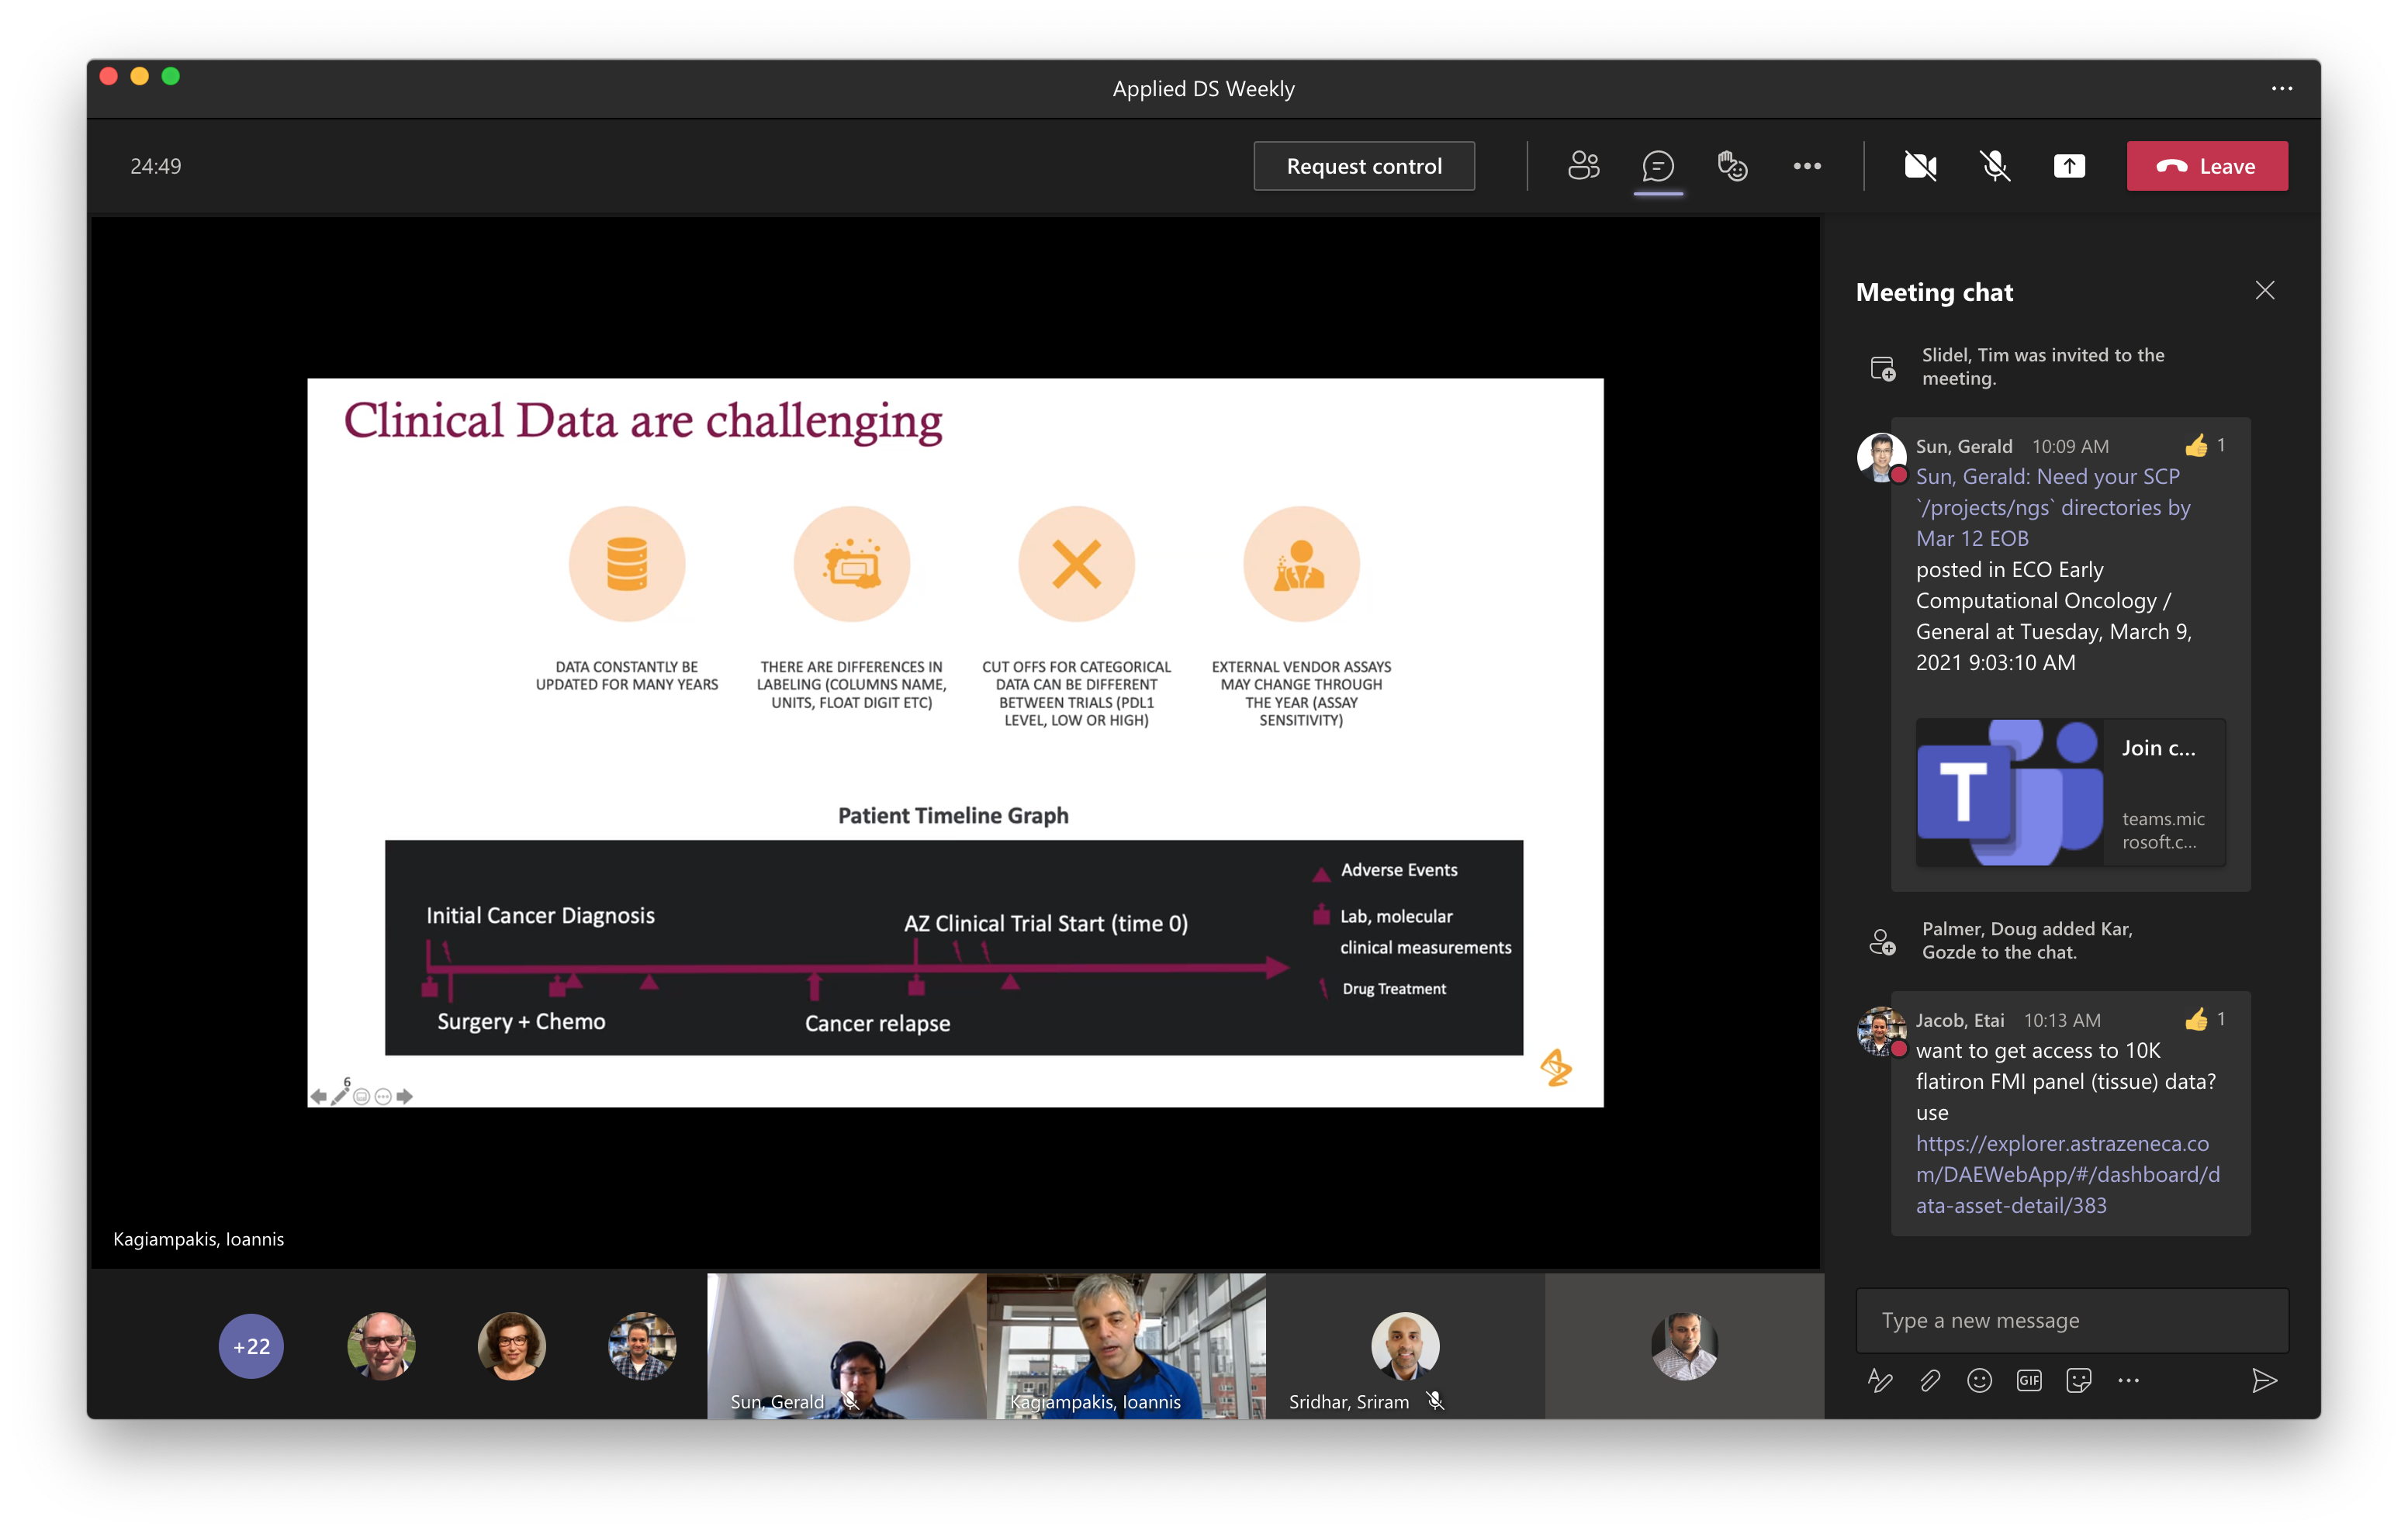 Applied DS Weekly
24:49
Request control
Leave
Clinical Data are challenging
DATA CONSTANTLY BE
UPDATED FOR MANY YEARS
THERE ARE DIFFERENCES IN
LABELING (COLUMNS NAME,
UNITS, FLOAT DIGIT ETC)
CUT OFFS FOR CATEGORICAL
DATA CAN BE DIFFERENT
BETWEEN TRIALS (PDL1
LEVEL, LOW OR HIGH)
EXTERNAL VENDOR ASSAYS
MAY CHANGE THROUGH
THE YEAR (ASSAY
SENSITIVITY)
Patient Timeline Graph
Initial Cancer Diagnosis
AZ Clinical Trial Start (time 0)
Surgery + Chemo
Cancer relapse
Adverse Events
Lab, molecular
clinical measurements
Drug Treatment
6
Kagiampakis, Ioannis
+22
Sun, Gerald
Kagiampakis, Ioannis
Sridhar, Sriram
Meeting chat
Slidel, Tim was invited to the
meeting.
Sun, Gerald 10:09 AM 1
Sun, Gerald: Need your SCP
`/projects/ngs` directories by
Mar 12 EOB
posted in ECO Early
Computational Oncology /
General at Tuesday, March 9,
2021 9:03:10 AM
T
Join c...
teams.mic
rosoft.c...
Palmer, Doug added Kar,
Gozde to the chat.
Jacob, Etai 10:13 AM 1
want to get access to 10K
flatiron FMI panel (tissue) data?
use
https://explorer.astrazeneca.co
m/DAEWebApp/#/dashboard/d
ata-asset-detail/383
Type a new message
GIF